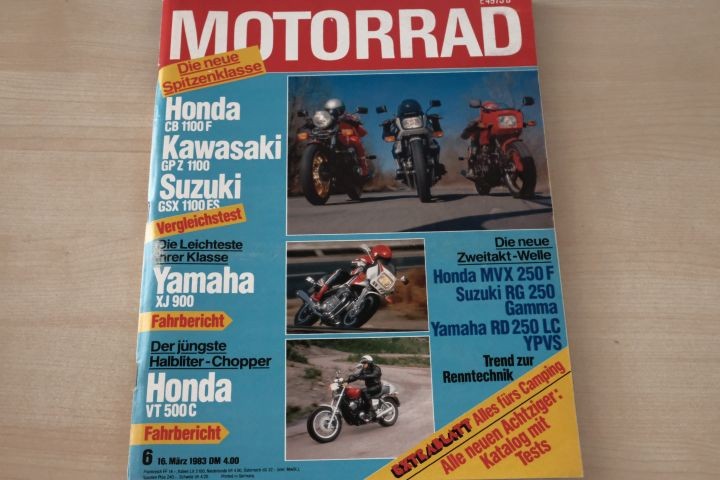 MOTORRAD
Die neue
Spitzenklasse
Honda
CB 1100 F
Kawasaki
GPZ 1100
Suzuki
GSX 1100 ES
Vergleichstest
Die Leichteste
ihrer Klasse
Yamaha
XJ 900
Fahrbericht
Der jüngste
Halbliter-Chopper
Honda
VT 500 C
Fahrbericht
Die neue
Zweitakt-Welle
Honda MVX 250 F
Suzuki RG 250
Gamma
Yamaha RD 250 LC
YPVS
Trend zur
Renntechnik
EXTRABLATT Alles fürs Camping
Alle neuen Achtziger:
Katalog mit
Tests
6 16. März 1983 DM 4.00
Printed in Germany